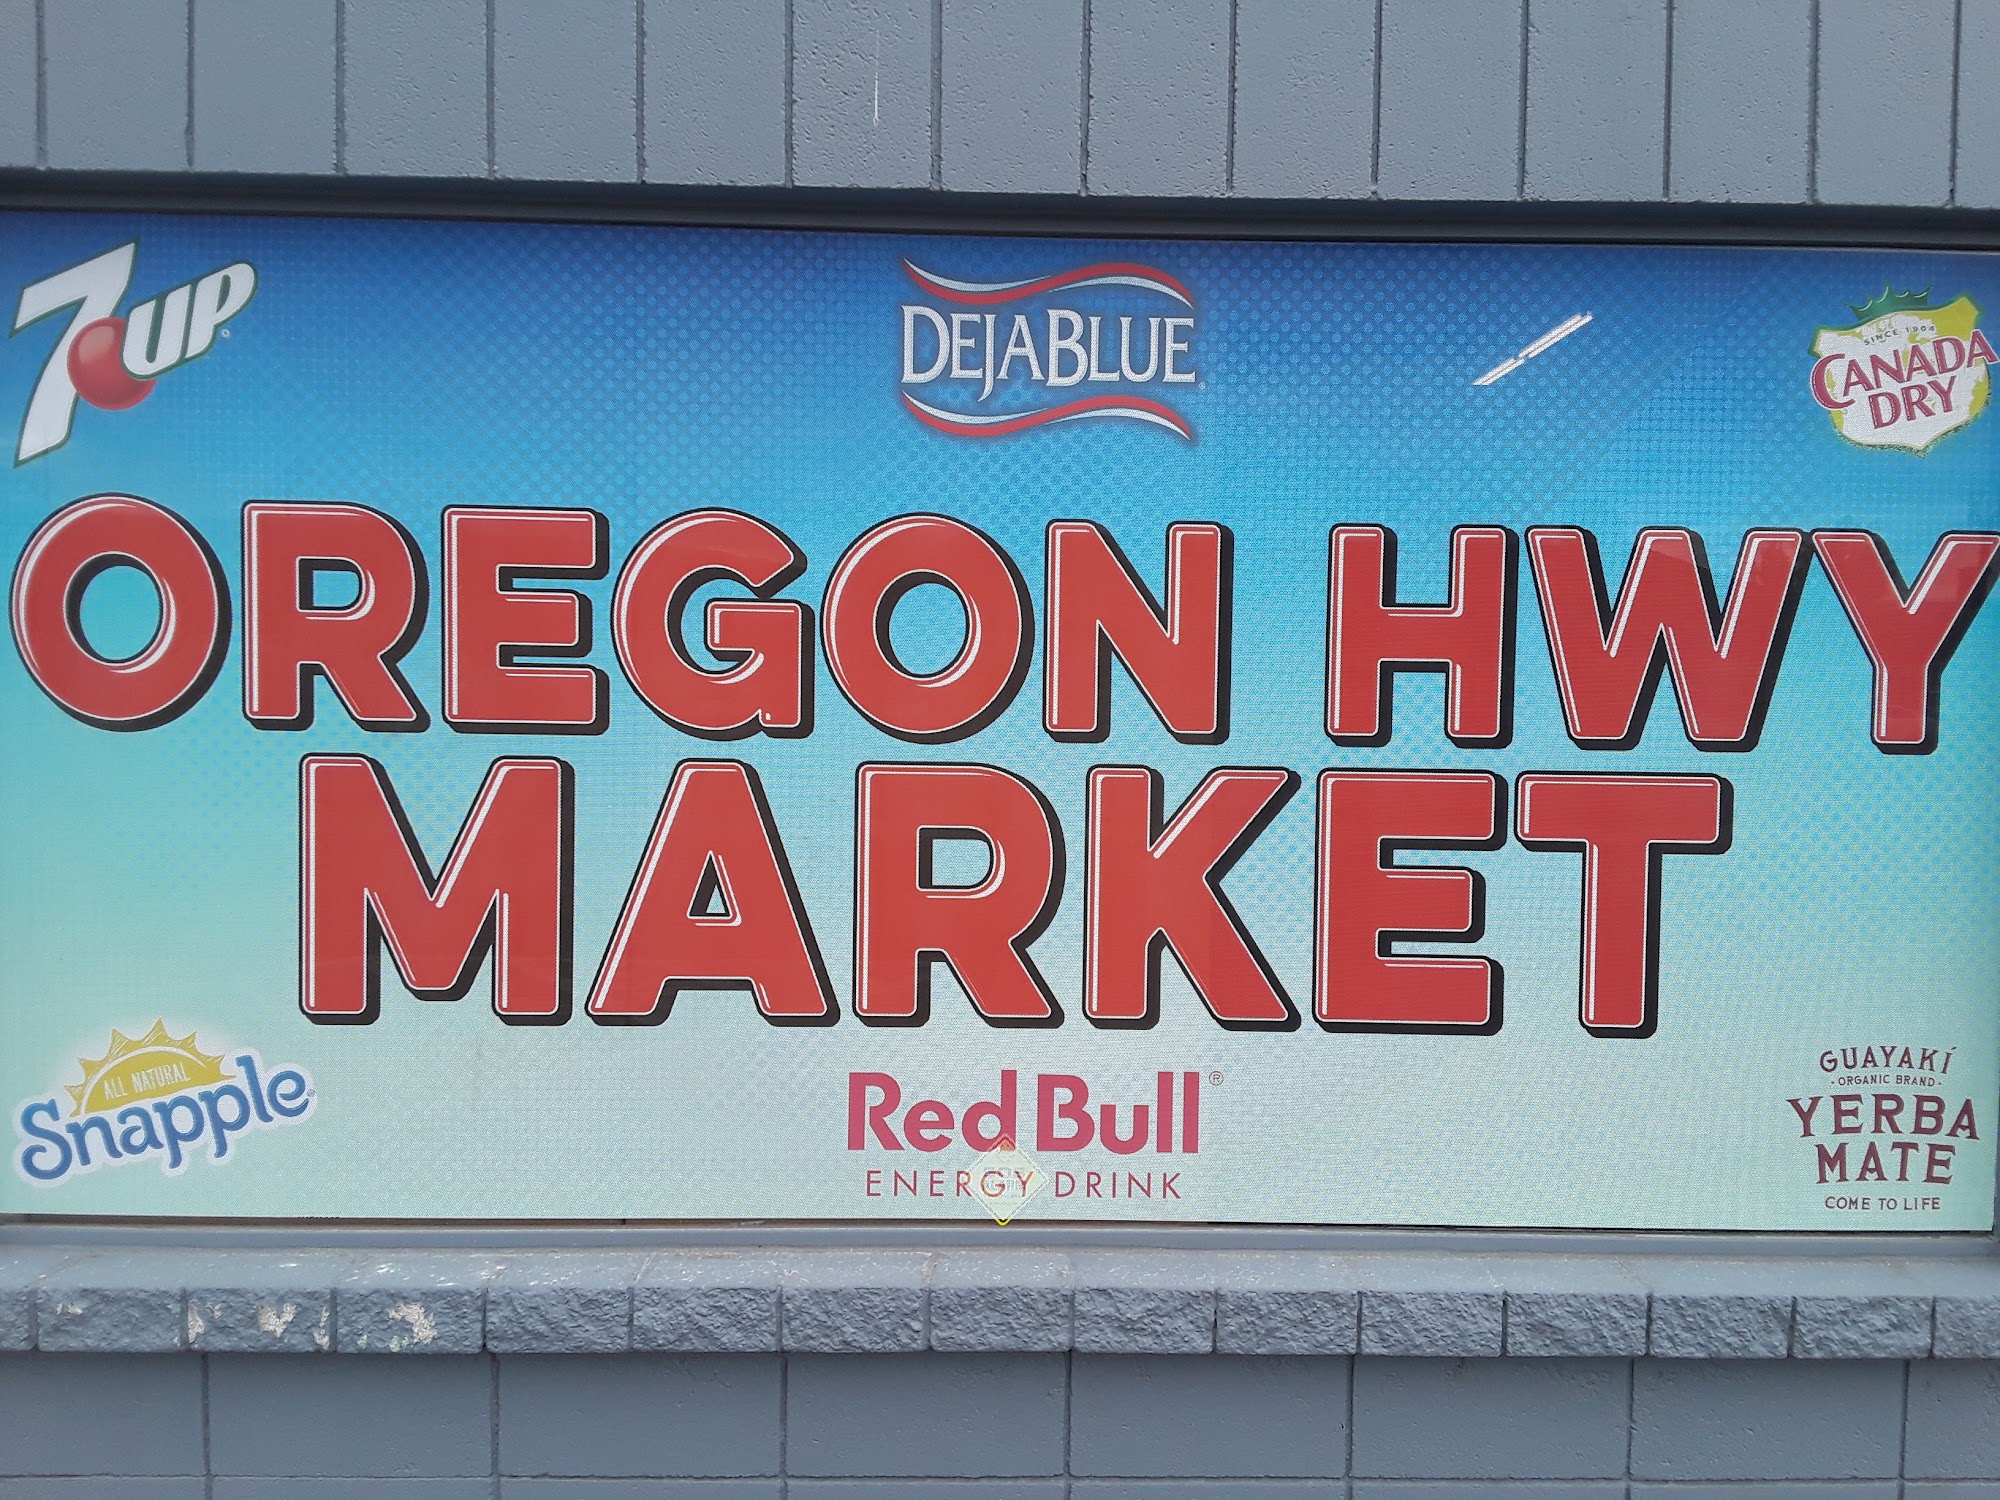 7UP
DEJABLUE
SINCE 1904
CANADA
DRY
OREGON HWY
MARKET
ALL NATURAL
Snapple
Red Bull®
ENERGY DRINK
GUAYAKÍ
· ORGANIC BRAND ·
YERBA
MATE
COME TO LIFE